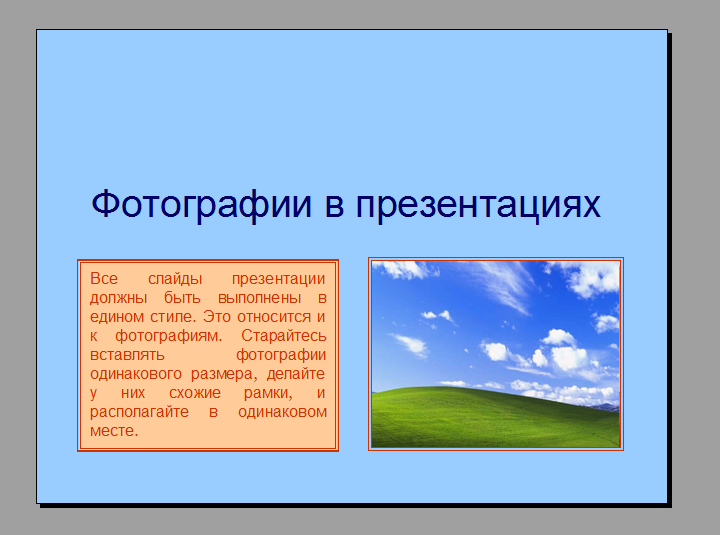 Фотографии в презентациях
Все слайды презентации
должны быть выполнены в
едином стиле. Это относится и
к фотографиям. Старайтесь
вставлять фотографии
одинакового размера, делайте
у них схожие рамки, и
располагайте в одинаковом
месте.